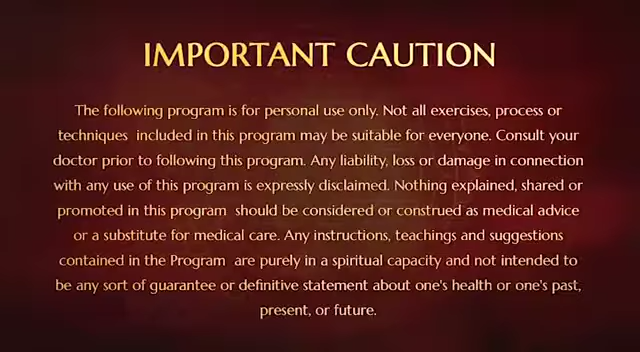 IMPORTANT CAUTION
The following program is for personal use only. Not all exercises, process or
techniques included in this program may be suitable for everyone. Consult your
doctor prior to following this program. Any liability, loss or damage in connection
with any use of this program is expressly disclaimed. Nothing explained, shared or
promoted in this program should be considered or construed as medical advice
or a substitute for medical care. Any instructions, teachings and suggestions
contained in the Program are purely in a spiritual capacity and not intended to
be any sort of guarantee or definitive statement about one's health or one's past,
present, or future.